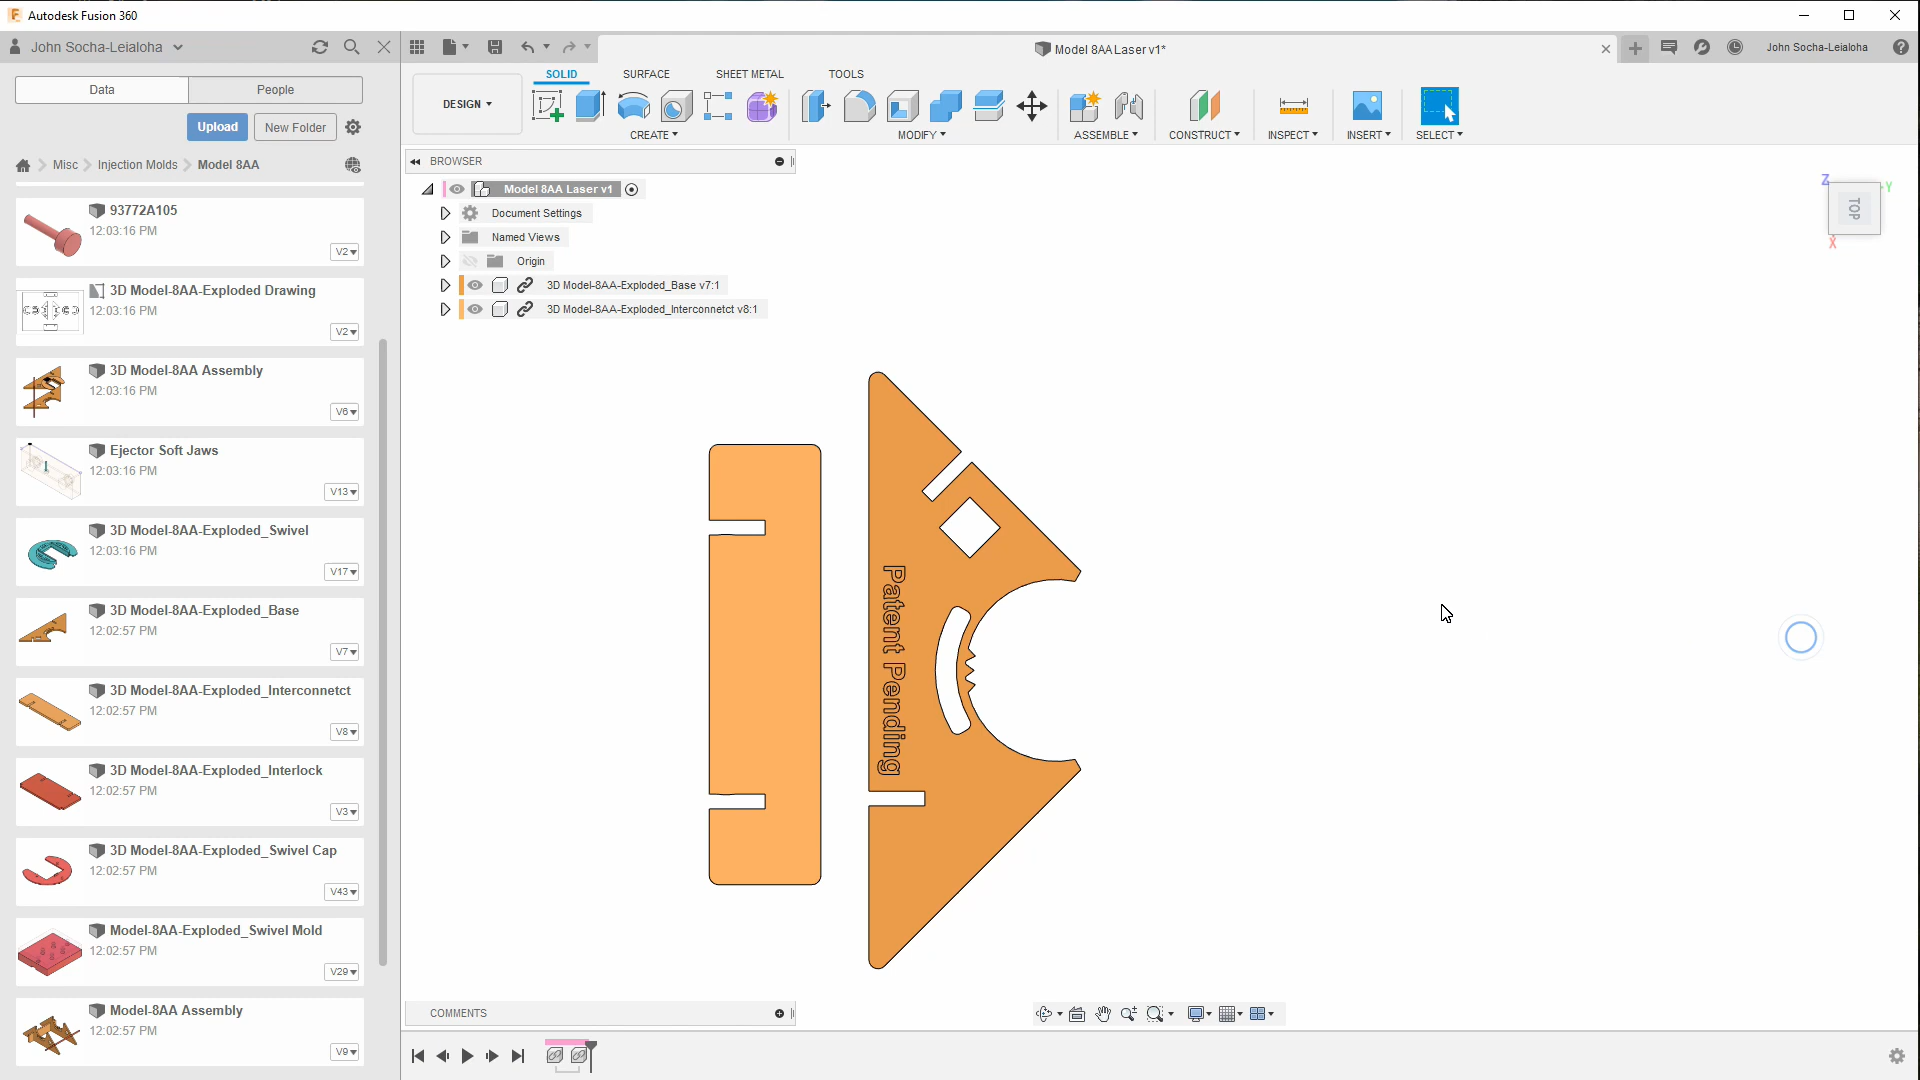 Autodesk Fusion 360
John Socha-Leialoha
Model 8AA Laser v1*
John Socha-Leialoha
Data
People
Upload
New Folder
Misc
Injection Molds
Model 8AA
DESIGN
SOLID
SURFACE
SHEET METAL
TOOLS
CREATE
MODIFY
ASSEMBLE
CONSTRUCT
INSPECT
INSERT
SELECT
93772A105
12:03:16 PM
V2
3D Model-8AA-Exploded Drawing
12:03:16 PM
V2
3D Model-8AA Assembly
12:03:16 PM
V6
Ejector Soft Jaws
12:03:16 PM
V13
3D Model-8AA-Exploded_Swivel
12:03:16 PM
V17
3D Model-8AA-Exploded_Base
12:02:57 PM
V7
3D Model-8AA-Exploded_Interconnetct
12:02:57 PM
V8
3D Model-8AA-Exploded_Interlock
12:02:57 PM
V3
3D Model-8AA-Exploded_Swivel Cap
12:02:57 PM
V43
Model-8AA-Exploded_Swivel Mold
12:02:57 PM
V29
Model-8AA Assembly
12:02:57 PM
V9
BROWSER
Model 8AA Laser v1
Document Settings
Named Views
Origin
3D Model-8AA-Exploded_Base v7:1
3D Model-8AA-Exploded_Interconnetct v8:1
Z
Y
TOP
X
Patent Pending
COMMENTS